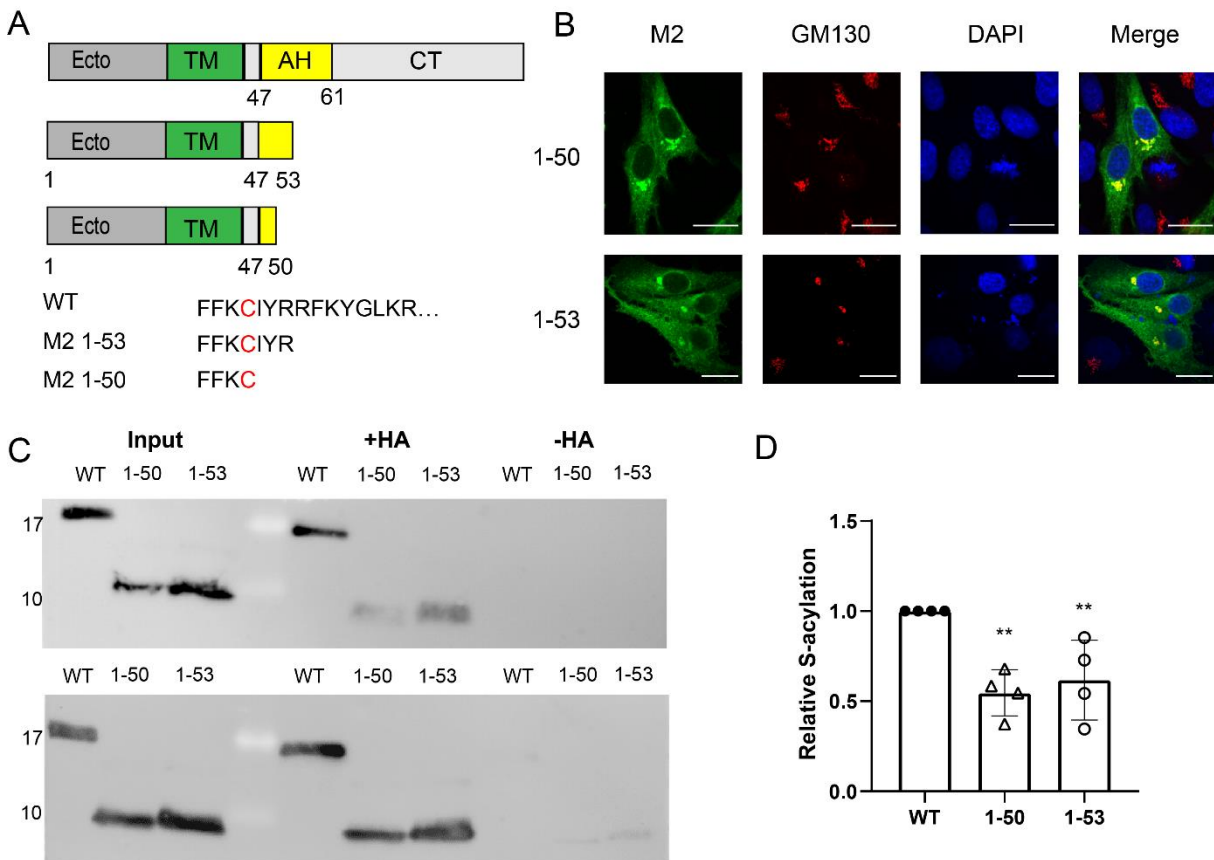 A
Ecto TM AH CT
47 61
Ecto TM
1 47 53
Ecto TM
1 47 50
WT FFKCIYRRFKYGLKR…
M2 1-53 FFKCIYR
M2 1-50 FFKC
B
M2 GM130 DAPI Merge
1-50
1-53
C
Input +HA -HA
WT 1-50 1-53 WT 1-50 1-53 WT 1-50 1-53
17
10
WT 1-50 1-53 WT 1-50 1-53 WT 1-50 1-53
17
10
D
Relative S-acylation
1.5
1.0
0.5
0.0
** **
WT 1-50 1-53